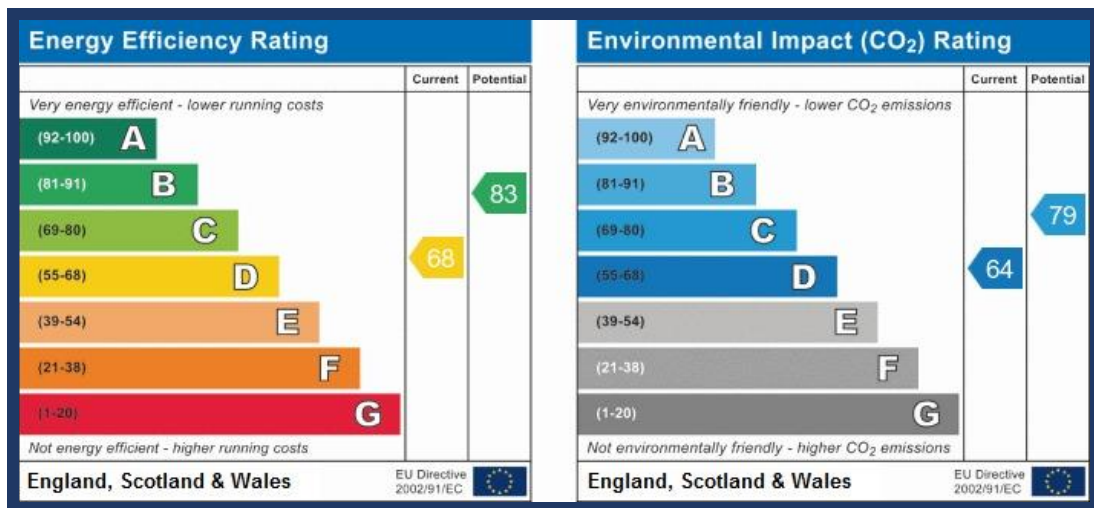 Energy Efficiency Rating
Current Potential
Very energy efficient - lower running costs
(92-100) A
(81-91) B
83
(69-80) C
68
(55-68) D
(39-54) E
(21-38) F
(1-20) G
Not energy efficient - higher running costs
England, Scotland & Wales
EU Directive
2002/91/EC
Environmental Impact (CO2) Rating
Current Potential
Very environmentally friendly - lower CO2 emissions
(92-100) A
(81-91) B
79
(69-80) C
64
(55-68) D
(39-54) E
(21-38) F
(1-20) G
Not environmentally friendly - higher CO2 emissions
England, Scotland & Wales
EU Directive
2002/91/EC